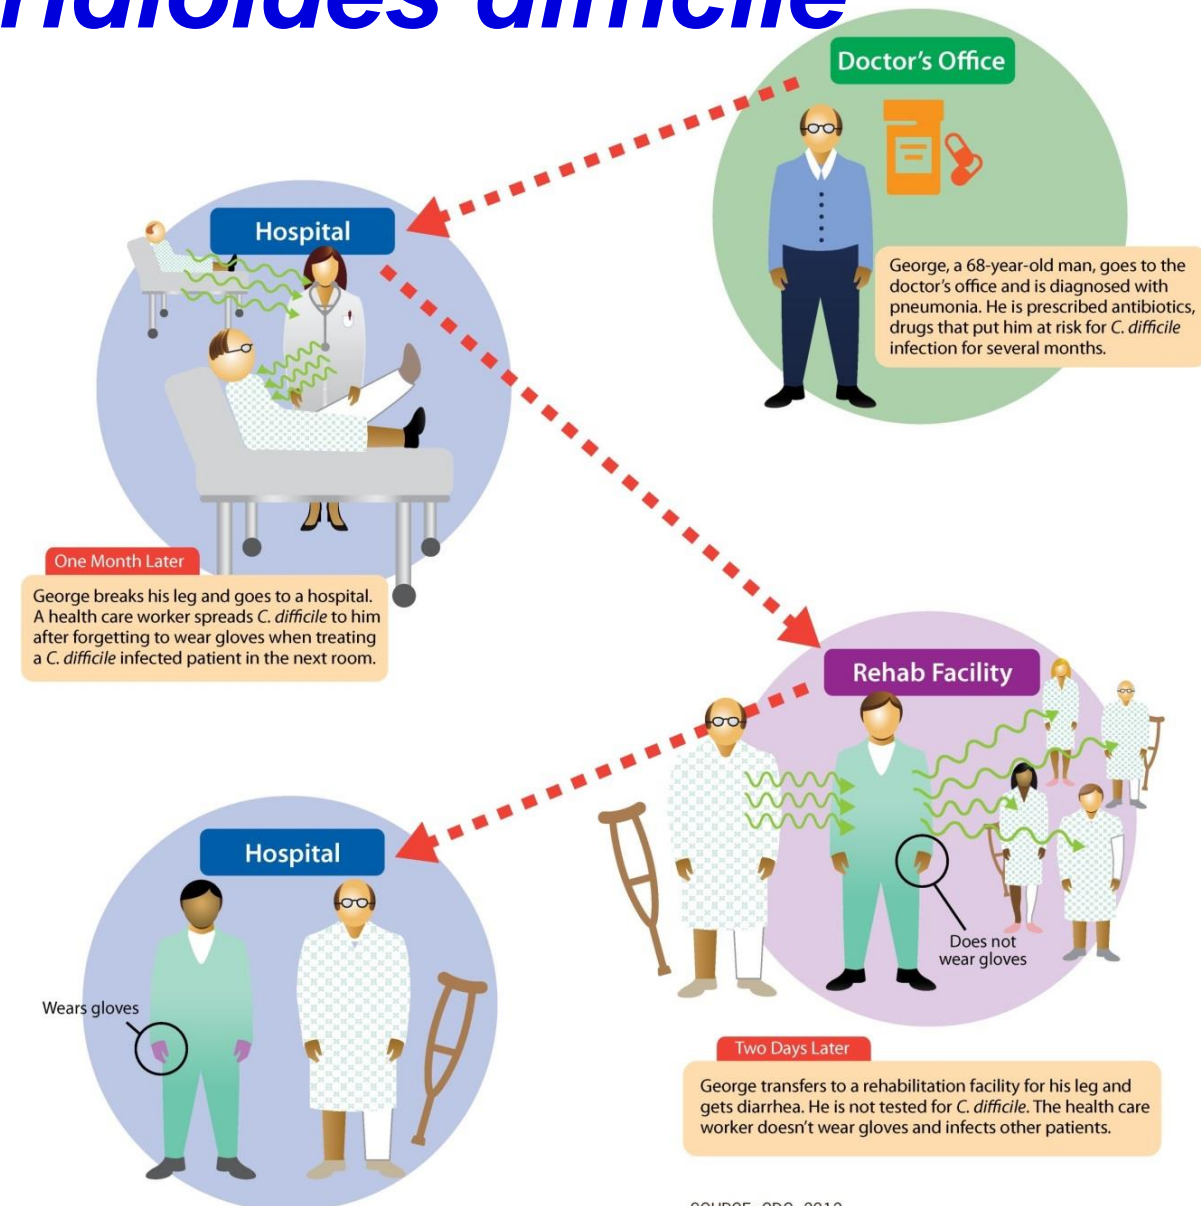 difficile
Doctor's Office
George, a 68-year-old man, goes to the
doctor's office and is diagnosed with
pneumonia. He is prescribed antibiotics,
drugs that put him at risk for C. difficile
infection for several months.
Hospital
One Month Later
George breaks his leg and goes to a hospital.
A health care worker spreads C. difficile to him
after forgetting to wear gloves when treating
a C. difficile infected patient in the next room.
Rehab Facility
Does not
wear gloves
Two Days Later
George transfers to a rehabilitation facility for his leg and
gets diarrhea. He is not tested for C. difficile. The health care
worker doesn't wear gloves and infects other patients.
Hospital
Wears gloves